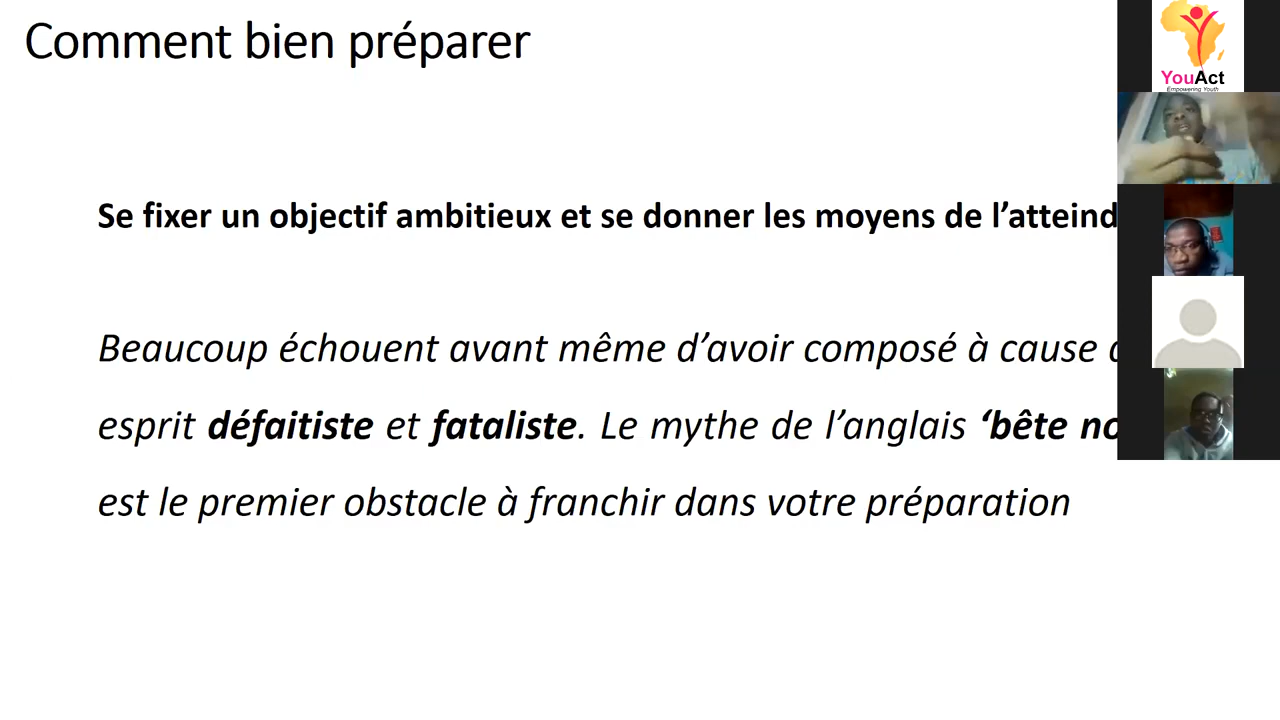 Comment bien préparer
Se fixer un objectif ambitieux et se donner les moyens de
Beaucoup échouent avant même d’avoir composé à cause
esprit défaitiste et fataliste. Le mythe de l’anglais ‘bête
est le premier obstacle à franchir dans votre préparation
YouAct
Empowering Youth